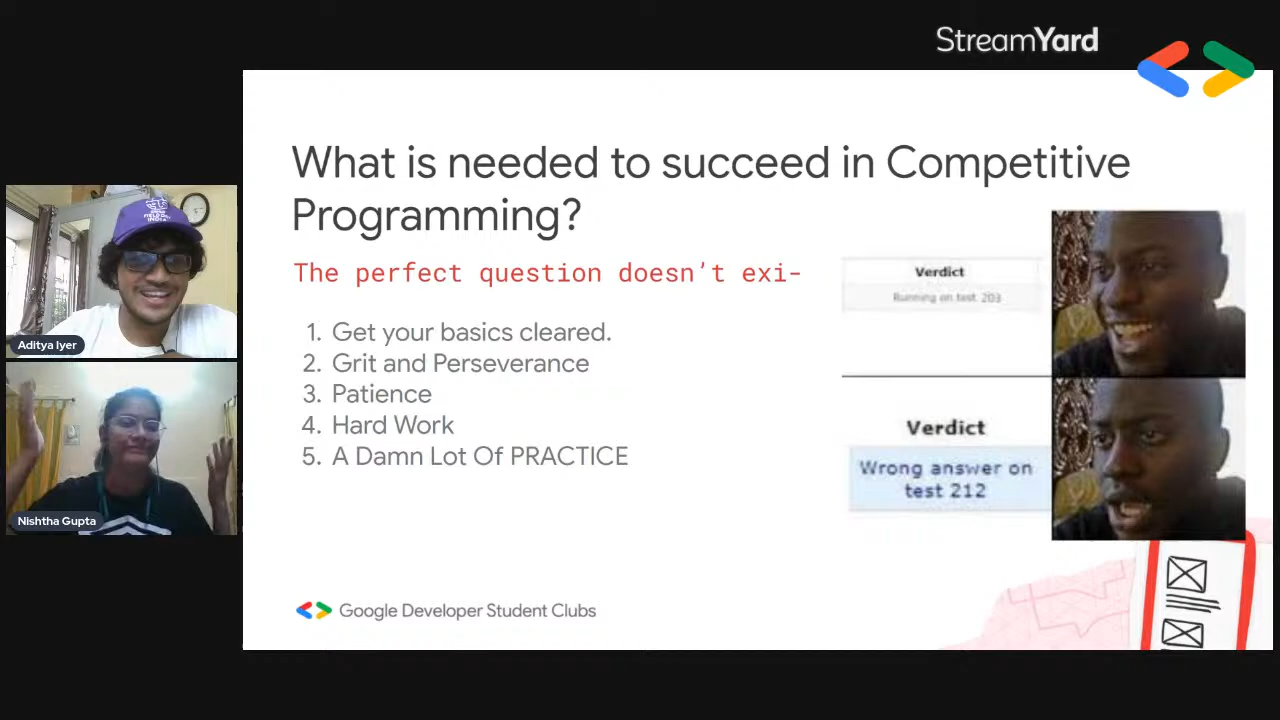 StreamYard
What is needed to succeed in Competitive
Programming?
The perfect question doesn't exi-
1. Get your basics cleared.
2. Grit and Perseverance
3. Patience
4. Hard Work
5. A Damn Lot Of PRACTICE
Verdict
Running on test 203
Verdict
Wrong answer on
test 212
Google Developer Student Clubs
Aditya Iyer
Nishtha Gupta